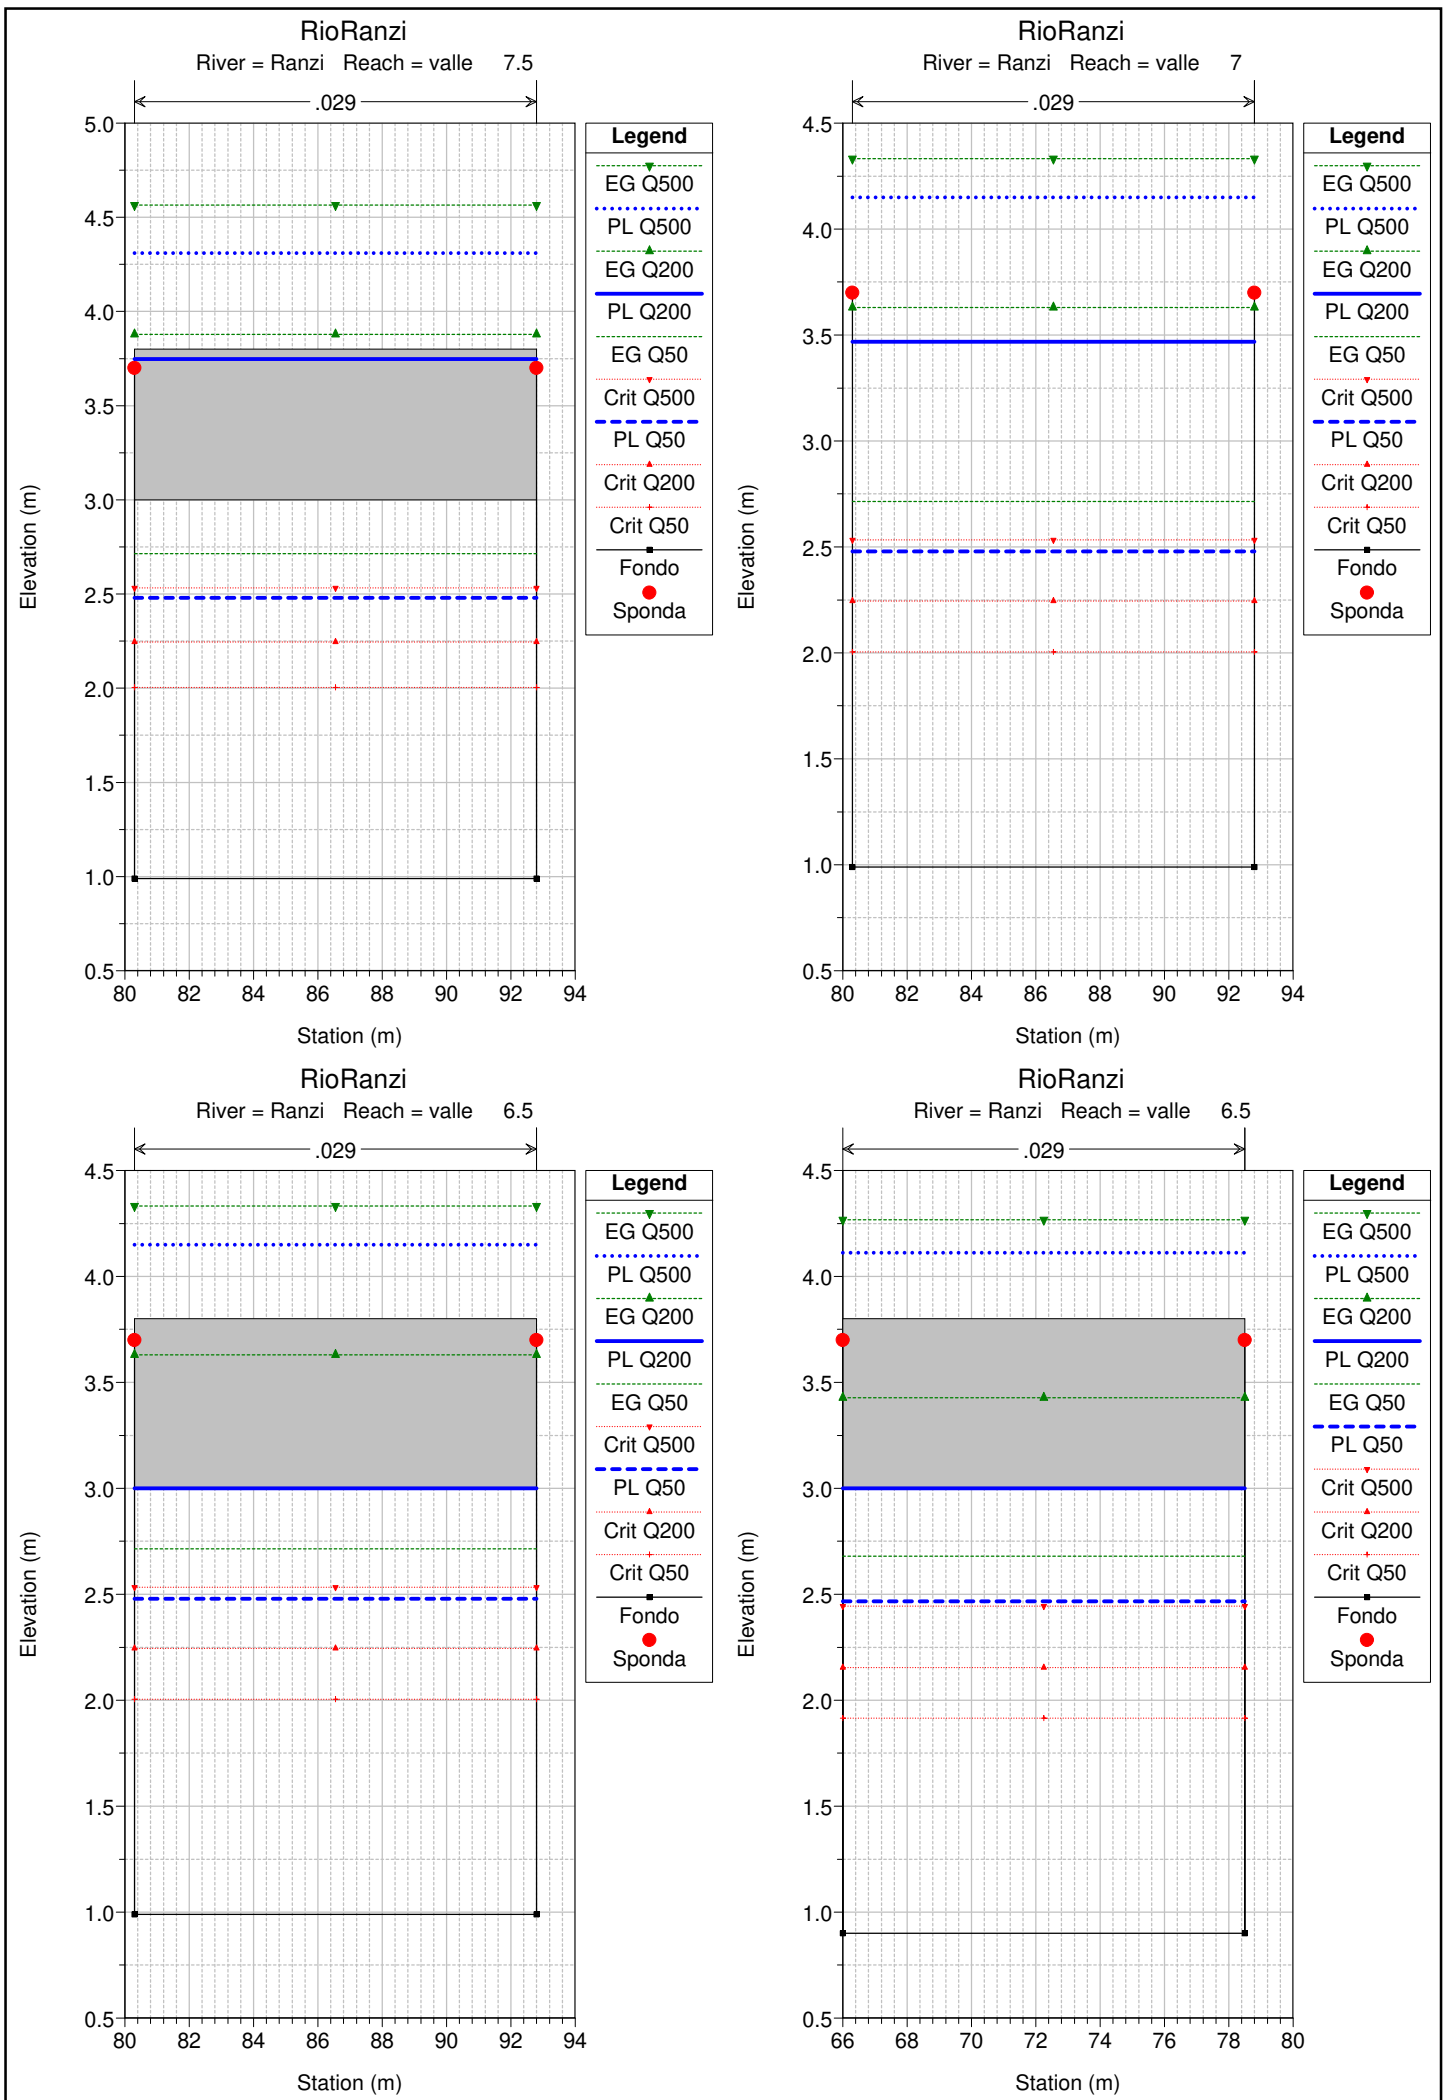 RioRanzi
River = Ranzi Reach = valle 7.5
.029
5.0
4.5
4.0
3.5
3.0
2.5
2.0
1.5
1.0
0.5
80 82 84 86 88 90 92 94
Station (m)
Elevation (m)
Legend
EG Q500
PL Q500
EG Q200
PL Q200
EG Q50
Crit Q500
PL Q50
Crit Q200
Crit Q50
Fondo
Sponda
RioRanzi
River = Ranzi Reach = valle 7
.029
4.5
4.0
3.5
3.0
2.5
2.0
1.5
1.0
0.5
80 82 84 86 88 90 92 94
Station (m)
Elevation (m)
Legend
EG Q500
PL Q500
EG Q200
PL Q200
EG Q50
Crit Q500
PL Q50
Crit Q200
Crit Q50
Fondo
Sponda
RioRanzi
River = Ranzi Reach = valle 6.5
.029
4.5
4.0
3.5
3.0
2.5
2.0
1.5
1.0
0.5
80 82 84 86 88 90 92 94
Station (m)
Elevation (m)
Legend
EG Q500
PL Q500
EG Q200
PL Q200
EG Q50
Crit Q500
PL Q50
Crit Q200
Crit Q50
Fondo
Sponda
RioRanzi
River = Ranzi Reach = valle 6.5
.029
4.5
4.0
3.5
3.0
2.5
2.0
1.5
1.0
0.5
66 68 70 72 74 76 78 80
Station (m)
Elevation (m)
Legend
EG Q500
PL Q500
EG Q200
PL Q200
EG Q50
PL Q50
Crit Q500
Crit Q200
Crit Q50
Fondo
Sponda